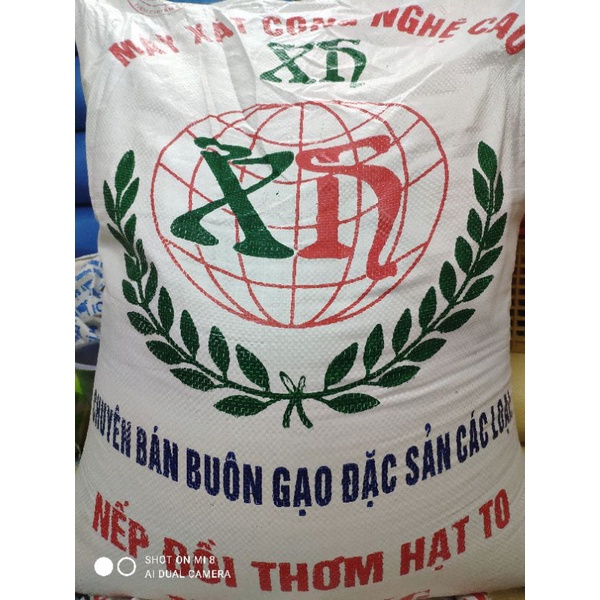 MÁY XÁT CÔNG NGHỆ CAO
XH
XH
CHUYÊN BÁN BUÔN GẠO ĐẶC SẢN CÁC LOẠI
NẾP ĐỒI THƠM HẠT TO
SHOT ON MI 8
AI DUAL CAMERA